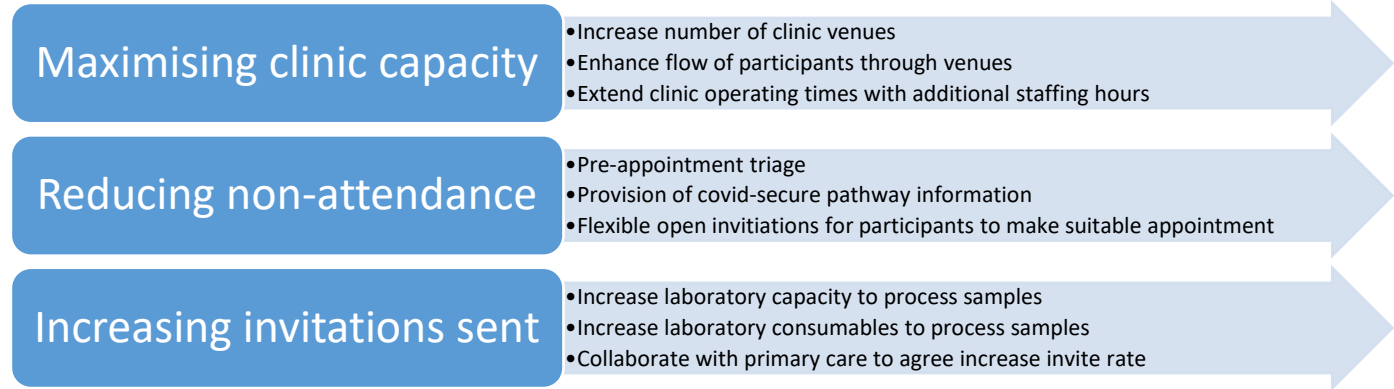 Maximising clinic capacity
•Increase number of clinic venues
•Enhance flow of participants through venues
•Extend clinic operating times with additional staffing hours
Reducing non-attendance
•Pre-appointment triage
•Provision of covid-secure pathway information
•Flexible open invitiations for participants to make suitable appointment
Increasing invitations sent
•Increase laboratory capacity to process samples
•Increase laboratory consumables to process samples
•Collaborate with primary care to agree increase invite rate